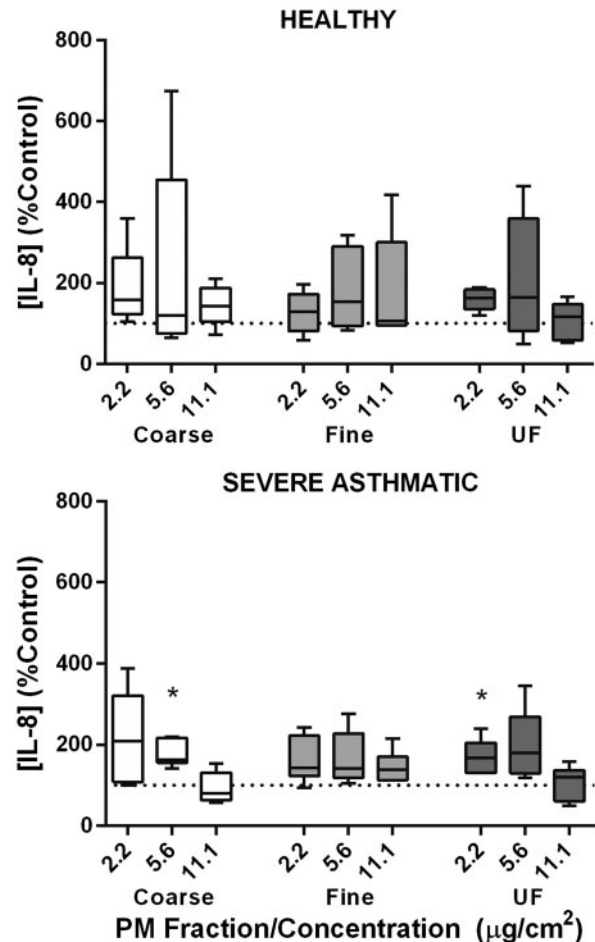 HEALTHY
[IL-8] (%Control)
800
600
400
200
0
2.2 5.6 11.1 2.2 5.6 11.1 2.2 5.6 11.1
Coarse Fine UF
SEVERE ASTHMATIC
[IL-8] (%Control)
800
600
400
200
0
* *
2.2 5.6 11.1 2.2 5.6 11.1 2.2 5.6 11.1
Coarse Fine UF
PM Fraction/Concentration (µg/cm²)